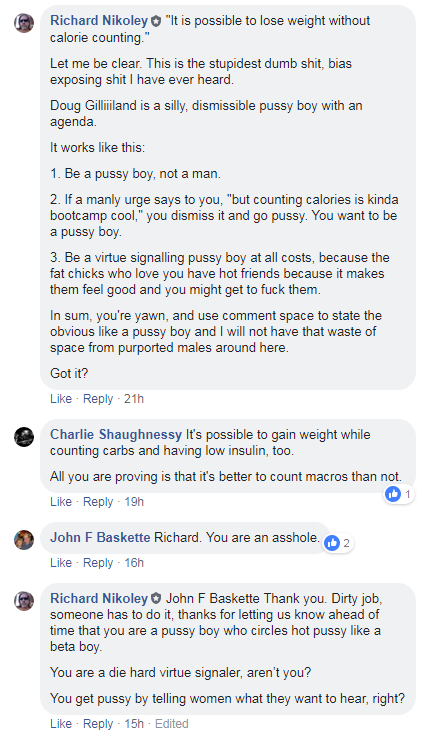 Richard Nikoley "It is possible to lose weight without
calorie counting."
Let me be clear. This is the stupidest dumb shit, bias
exposing shit I have ever heard.
Doug Gilliiiland is a silly, dismissible pussy boy with an
agenda.
It works like this:
1. Be a pussy boy, not a man.
2. If a manly urge says to you, "but counting calories is kinda
bootcamp cool," you dismiss it and go pussy. You want to be
a pussy boy.
3. Be a virtue signalling pussy boy at all costs, because the
fat chicks who love you have hot friends because it makes
them feel good and you might get to fuck them.
In sum, you're yawn, and use comment space to state the
obvious like a pussy boy and I will not have that waste of
space from purported males around here.
Got it?
Like · Reply · 21h
Charlie Shaughnessy It's possible to gain weight while
counting carbs and having low insulin, too.
All you are proving is that it's better to count macros than not.
1
Like · Reply · 19h
John F Baskette Richard. You are an asshole.
2
Like · Reply · 16h
Richard Nikoley John F Baskette Thank you. Dirty job,
someone has to do it, thanks for letting us know ahead of
time that you are a pussy boy who circles hot pussy like a
beta boy.
You are a die hard virtue signaler, aren't you?
You get pussy by telling women what they want to hear, right?
Like · Reply · 15h · Edited